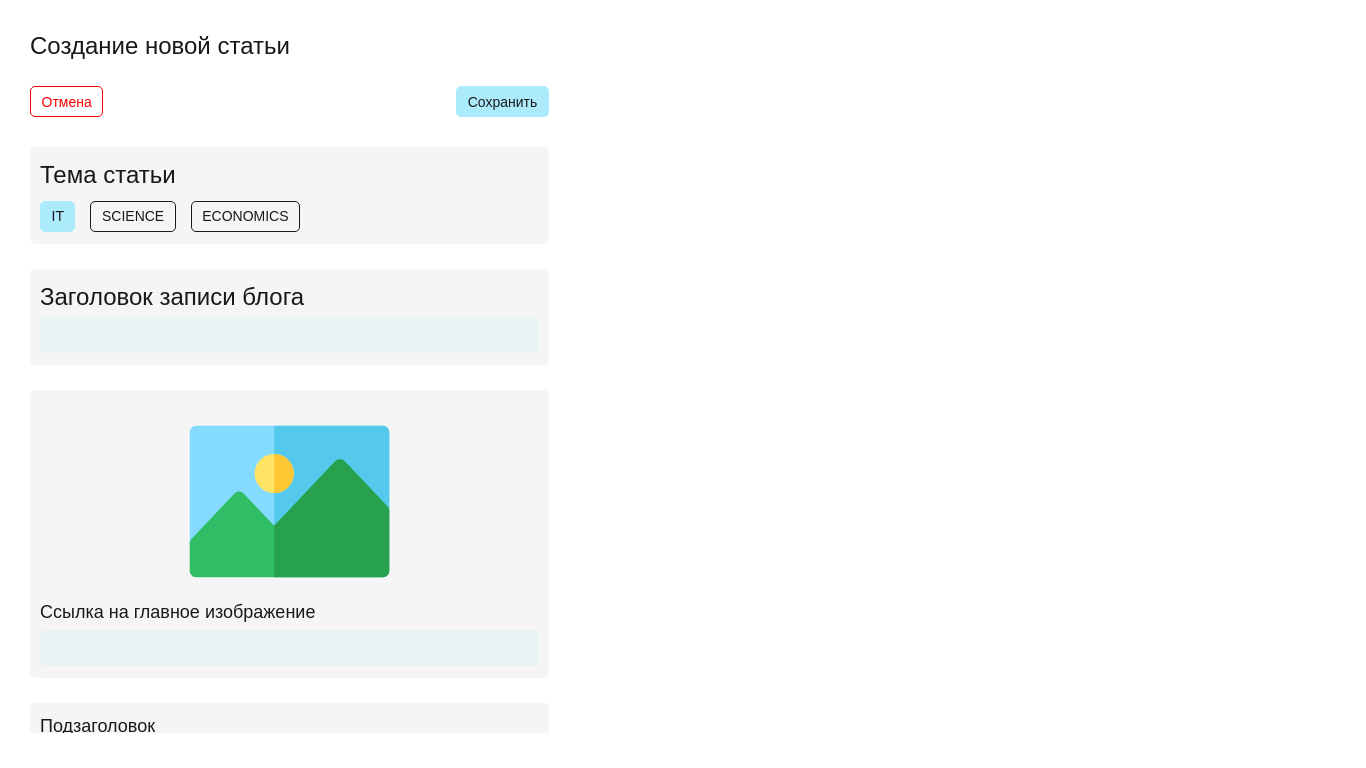 Создание новой статьи
Отмена Сохранить
Тема статьи
IT SCIENCE ECONOMICS
Заголовок записи блога
Ссылка на главное изображение
Подзаголовок